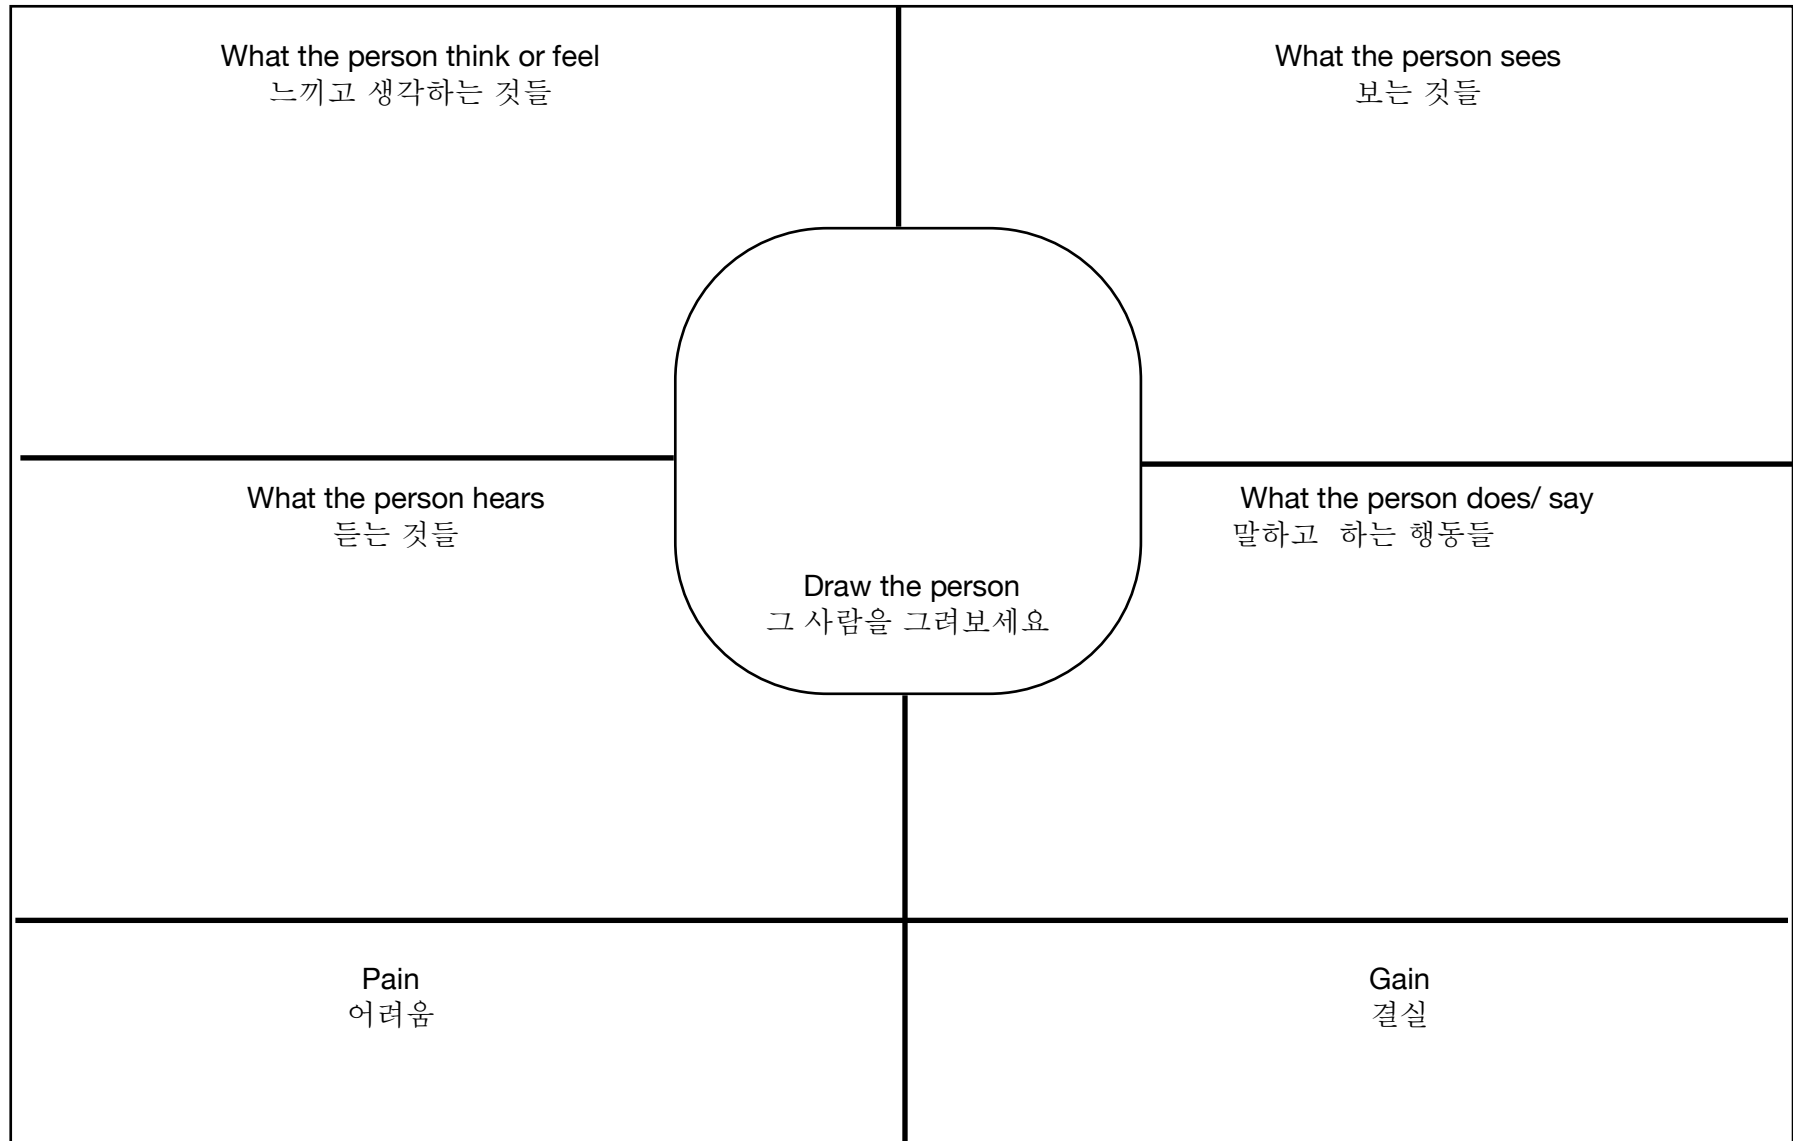 What the person think or feel
느끼고 생각하는 것들
What the person sees
보는 것들
What the person hears
듣는 것들
What the person does/ say
말하고 하는 행동들
Draw the person
그 사람을 그려보세요
Pain
어려움
Gain
결실